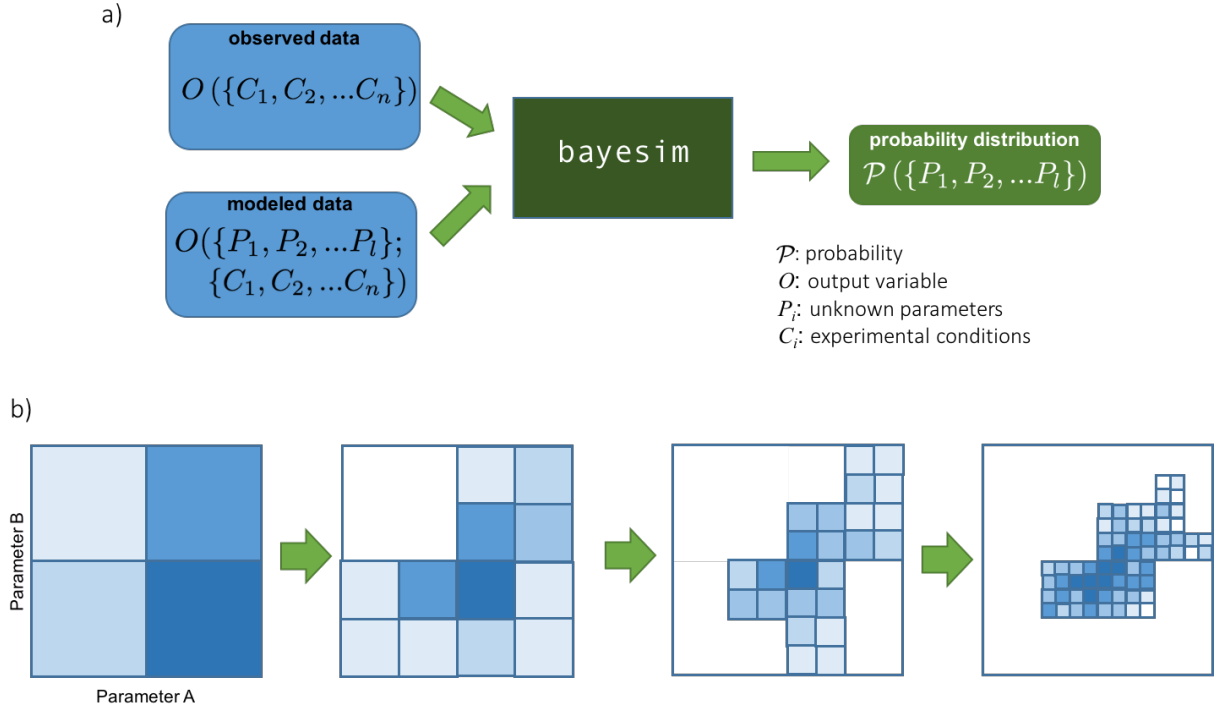 a)
observed data
O ({C₁, C₂, ...Cₙ})
modeled data
O({P₁, P₂, ...Pₗ};
{C₁, C₂, ...Cₙ})
bayesim
probability distribution
𝒫 ({P₁, P₂, ...Pₗ})
𝒫: probability
O: output variable
Pᵢ: unknown parameters
Cᵢ: experimental conditions
b)
Parameter B
Parameter A